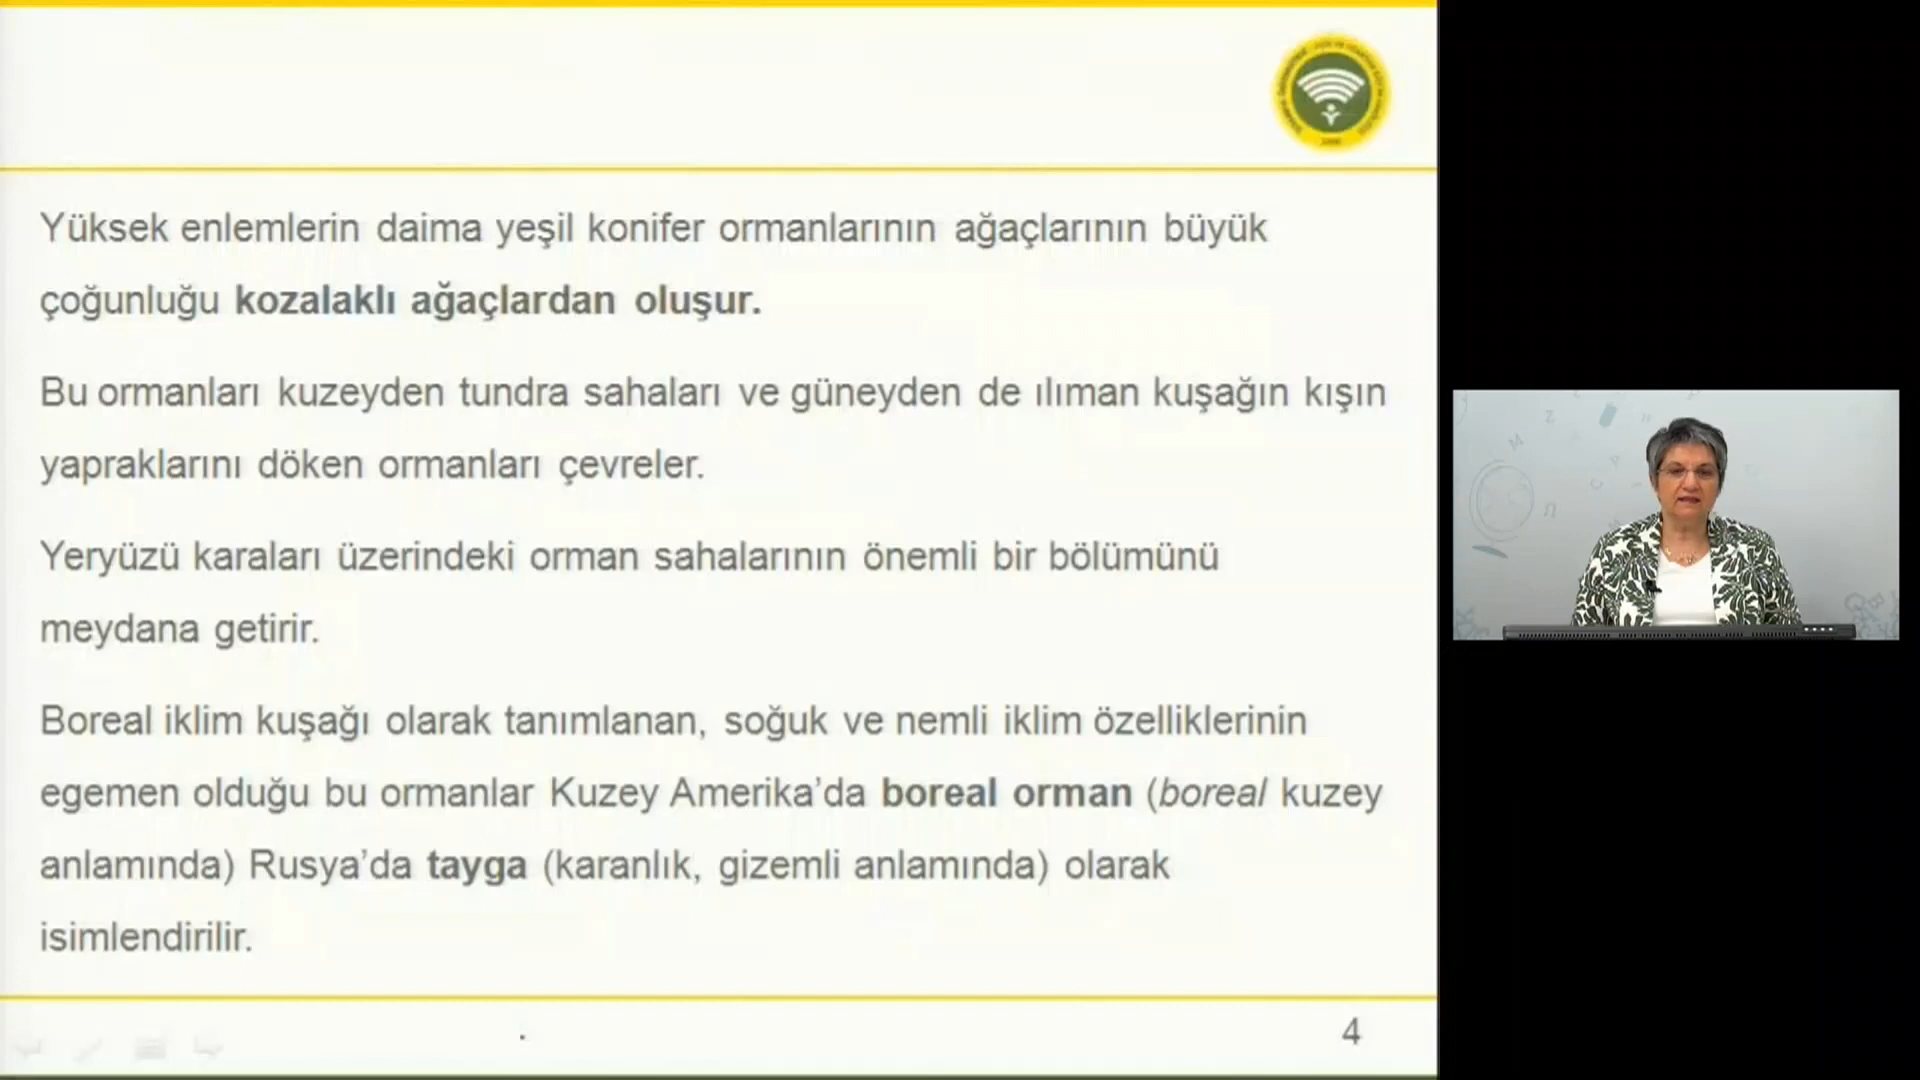 Yüksek enlemlerin daima yeşil konifer ormanlarının ağaçlarının büyük
çoğunluğu kozalaklı ağaçlardan oluşur.
Bu ormanları kuzeyden tundra sahaları ve güneyden de ılıman kuşağın kışın
yapraklarını döken ormanları çevreler.
Yeryüzü karaları üzerindeki orman sahalarının önemli bir bölümünü
meydana getirir.
Boreal iklim kuşağı olarak tanımlanan, soğuk ve nemli iklim özelliklerinin
egemen olduğu bu ormanlar Kuzey Amerika’da boreal orman (boreal kuzey
anlamında) Rusya’da tayga (karanlık, gizemli anlamında) olarak
isimlendirilir.
.
4